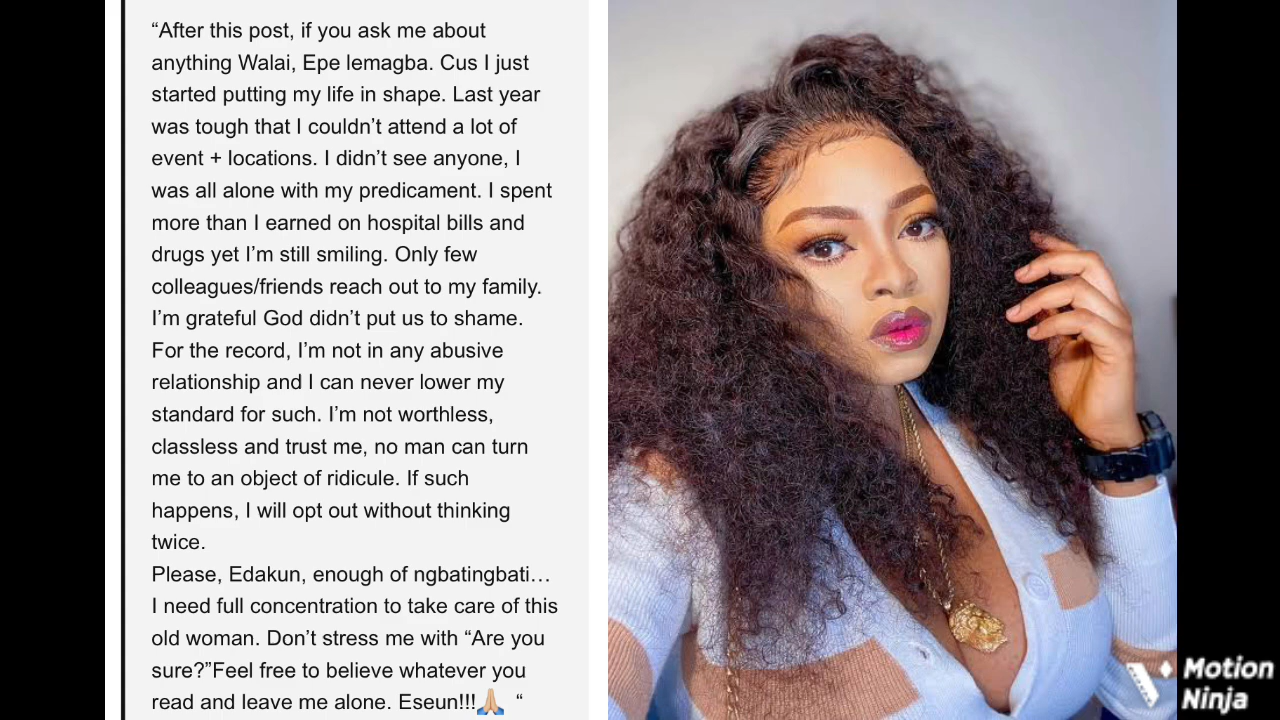 “After this post, if you ask me about
anything Walai, Epe lemagba. Cus I just
started putting my life in shape. Last year
was tough that I couldn’t attend a lot of
event + locations. I didn’t see anyone, I
was all alone with my predicament. I spent
more than I earned on hospital bills and
drugs yet I’m still smiling. Only few
colleagues/friends reach out to my family.
I’m grateful God didn’t put us to shame.
For the record, I’m not in any abusive
relationship and I can never lower my
standard for such. I’m not worthless,
classless and trust me, no man can turn
me to an object of ridicule. If such
happens, I will opt out without thinking
twice.
Please, Edakun, enough of ngbatingbati…
I need full concentration to take care of this
old woman. Don’t stress me with “Are you
sure?”Feel free to believe whatever you
read and leave me alone. Eseun!!!🙏🏼 “
Motion
Ninja